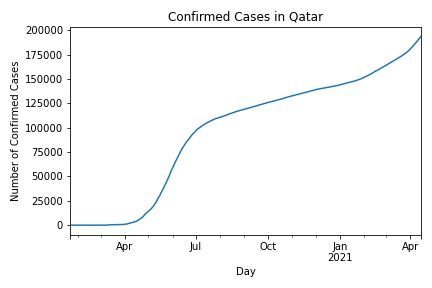 Confirmed Cases in Qatar
Number of Confirmed Cases
200000
175000
150000
125000
100000
75000
50000
25000
0
Apr Jul Oct Jan Apr
2021
Day